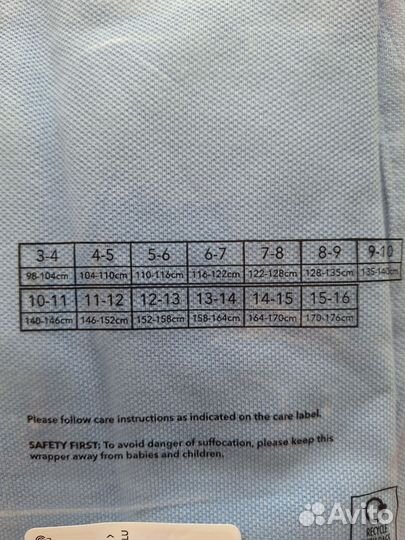 3-4 4-5 5-6 6-7 7-8 8-9 9-10
98-104cm 104-110cm 110-116cm 116-122cm 122-128cm 128-135cm 135-140cm
10-11 11-12 12-13 13-14 14-15 15-16
140-146cm 146-152cm 152-158cm 158-164cm 164-170cm 170-176cm
Please follow care instructions as indicated on the care label.
SAFETY FIRST: To avoid danger of suffocation, please keep this
wrapper away from babies and children.
RECYCLE
Avito